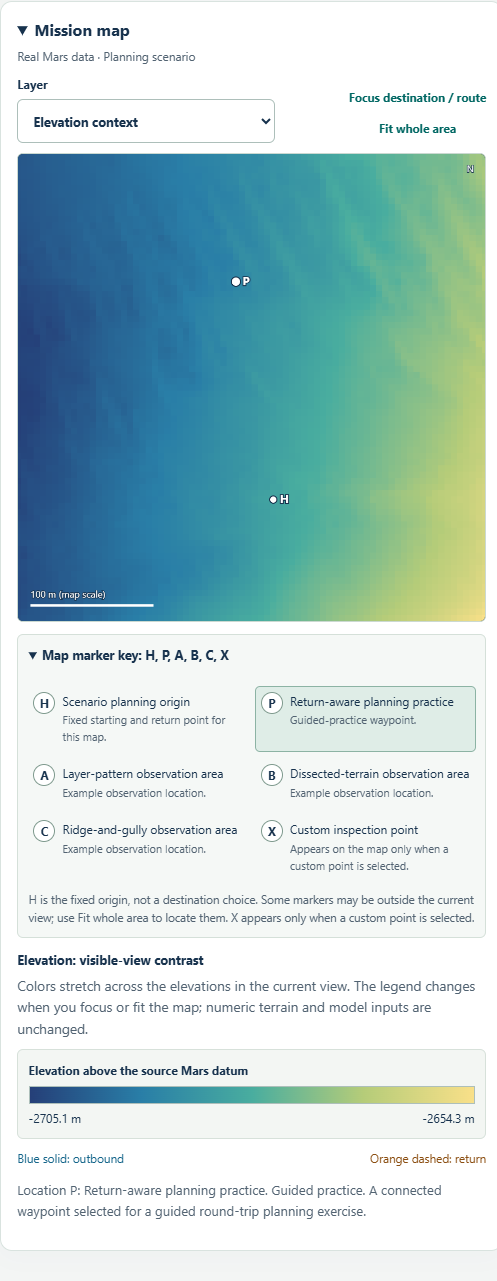 ▼ Mission map
Real Mars data · Planning scenario
Layer
Elevation context
Focus destination / route
Fit whole area
N
P
H
100 m (map scale)
▼ Map marker key: H, P, A, B, C, X
H Scenario planning origin
Fixed starting and return point for
this map.
P Return-aware planning practice
Guided-practice waypoint.
A Layer-pattern observation area
Example observation location.
B Dissected-terrain observation area
Example observation location.
C Ridge-and-gully observation area
Example observation location.
X Custom inspection point
Appears on the map only when a
custom point is selected.
H is the fixed origin, not a destination choice. Some markers may be outside the current
view; use Fit whole area to locate them. X appears only when a custom point is selected.
Elevation: visible-view contrast
Colors stretch across the elevations in the current view. The legend changes
when you focus or fit the map; numeric terrain and model inputs are
unchanged.
Elevation above the source Mars datum
-2705.1 m
-2654.3 m
Blue solid: outbound
Orange dashed: return
Location P: Return-aware planning practice. Guided practice. A connected
waypoint selected for a guided round-trip planning exercise.